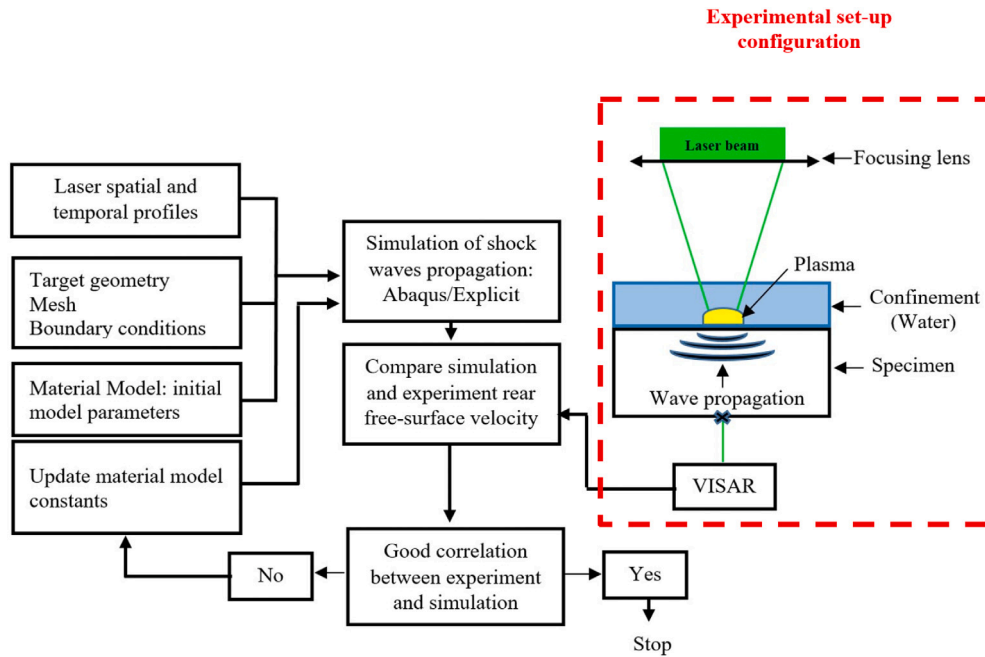 Experimental set-up
configuration
Laser beam
Focusing lens
Laser spatial and
temporal profiles
Simulation of shock
waves propagation:
Abaqus/Explicit
Plasma
Target geometry
Mesh
Boundary conditions
Confinement
(Water)
Compare simulation
and experiment rear
free-surface velocity
Specimen
Material Model: initial
model parameters
Wave propagation
Update material model
constants
VISAR
Good correlation
between experiment
and simulation
No
Yes
Stop